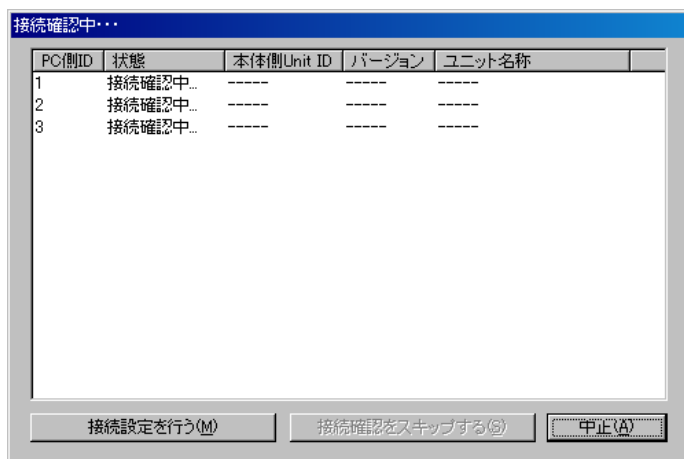 接続確認中・・・
PC側ID 状態 本体側Unit ID バージョン ユニット名称
1 接続確認中... ----- ----- -----
2 接続確認中... ----- ----- -----
3 接続確認中... ----- ----- -----
接続設定を行う(M) 接続確認をスキップする(S) 中止(A)